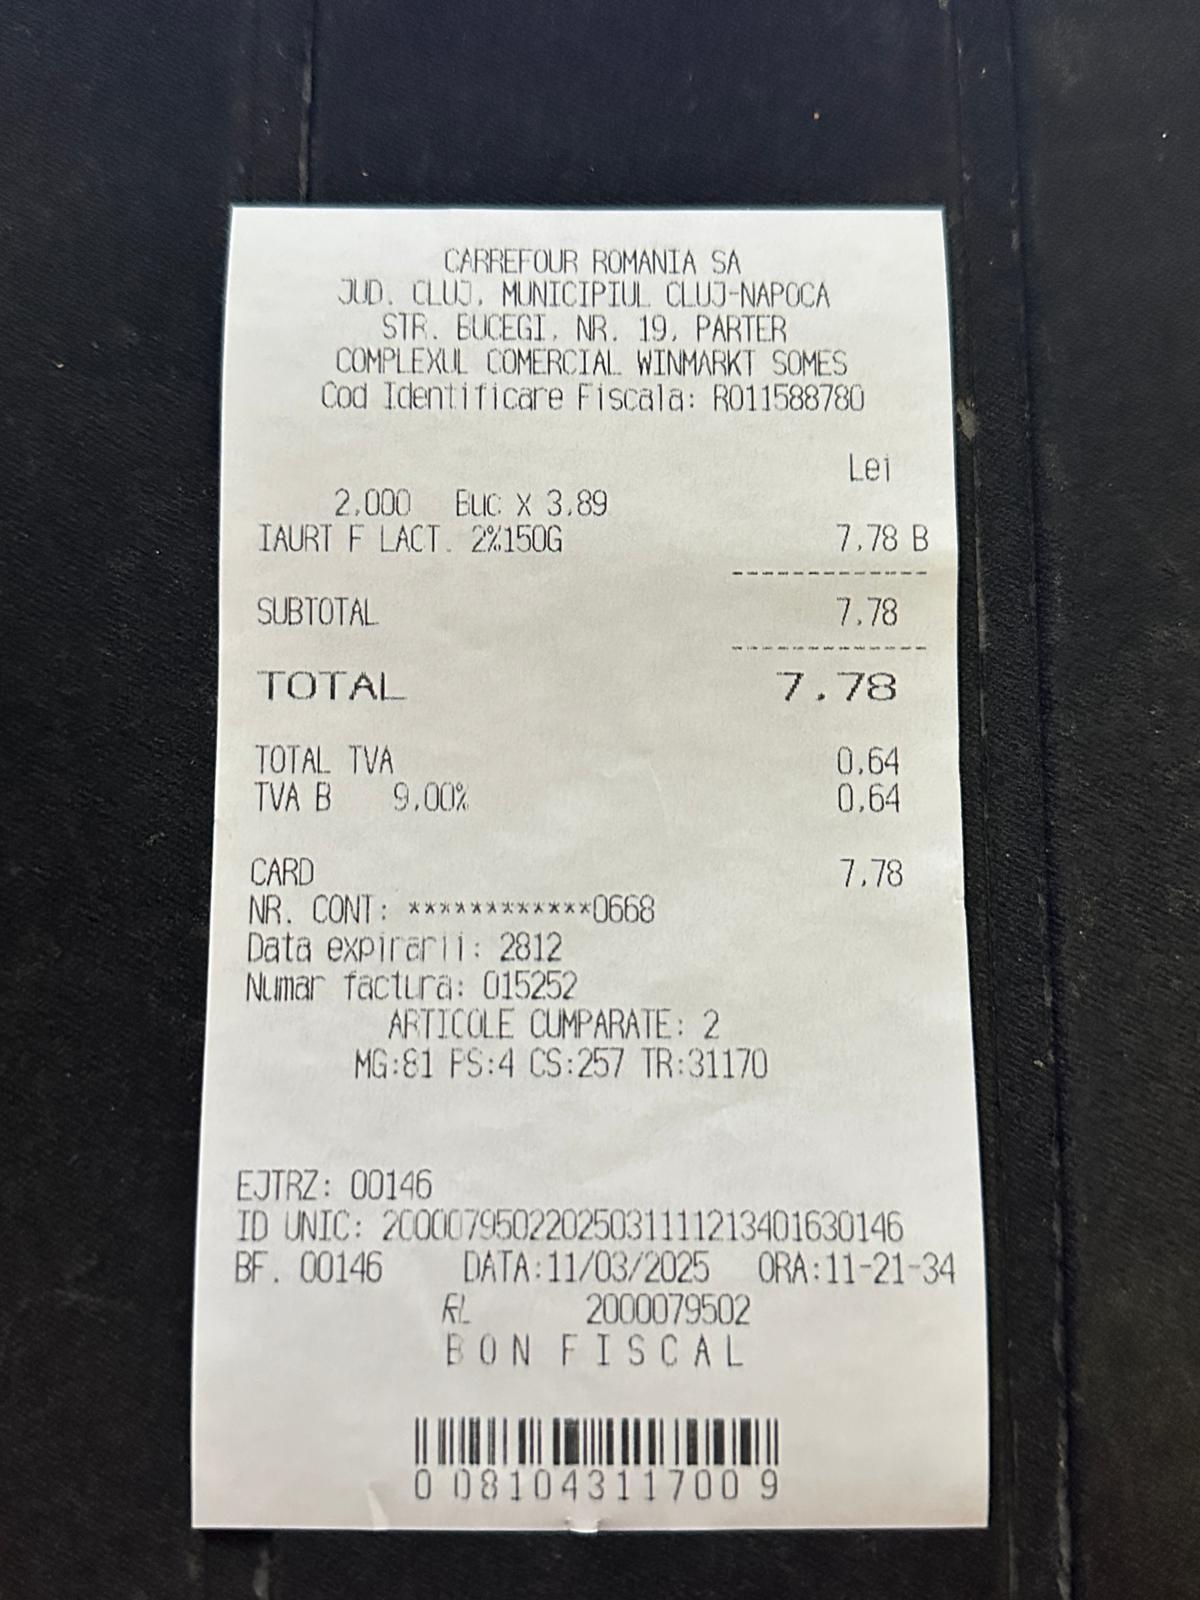 CARREFOUR ROMANIA SA
JUD. CLUJ, MUNICIPIUL CLUJ-NAPOCA
STR. BUCEGI, NR. 19, PARTER
COMPLEXUL COMERCIAL WINMARKT SOMES
Cod Identificare Fiscala: RO11588780
Lei
2,000 Buc X 3,89
IAURT F LACT. 2%150G 7,78 B
------------
SUBTOTAL 7,78
------------
TOTAL 7.78
TOTAL TVA 0,64
TVA B 9,00% 0,64
CARD 7,78
NR. CONT: ************0668
Data expirarii: 2812
Numar factura: 015252
ARTICOLE CUMPARATE: 2
MG:81 PS:4 CS:257 TR:31170
EJTRZ: 00146
ID UNIC: 20000795022025031111213401630146
BF. 00146 DATA:11/03/2025 ORA:11-21-34
2000079502
BON FISCAL
0 08104311700 9